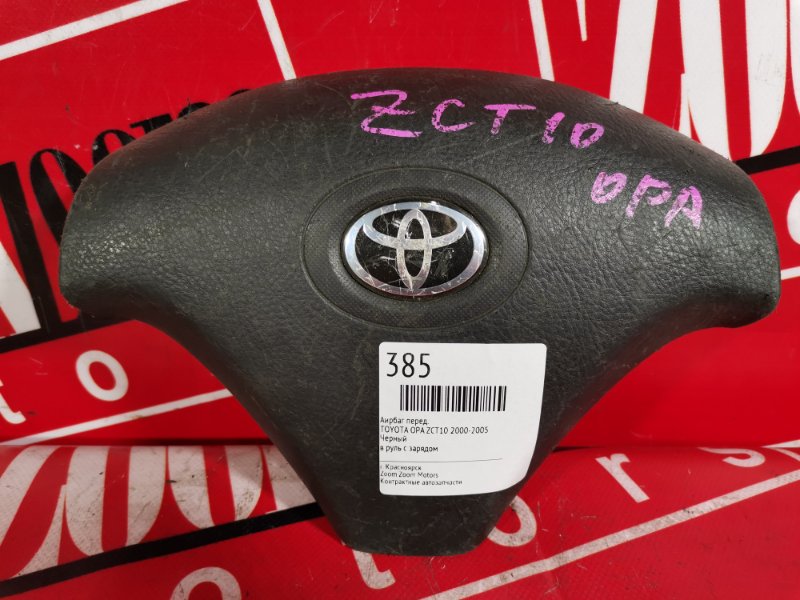 ZCT10
OPA
385
Аирбаг перед.
TOYOTA OPA ZCT10 2000-2005
Черный
в руль с зарядом
г. Красноярск
Zoom Zoom Motors
Контрактные автозапчасти